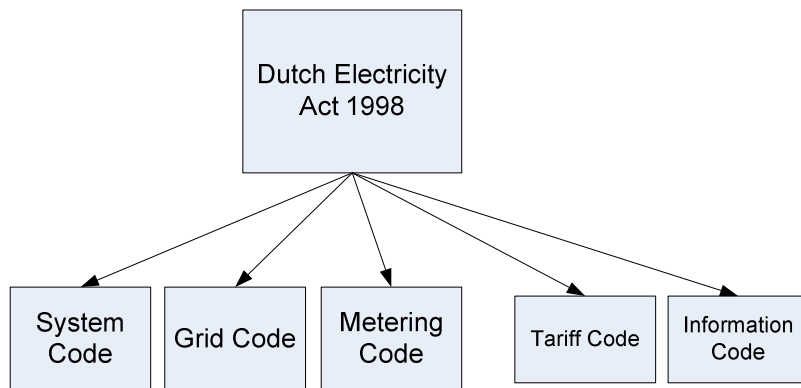 Dutch Electricity
Act 1998
System
Code
Grid Code
Metering
Code
Tariff Code
Information
Code